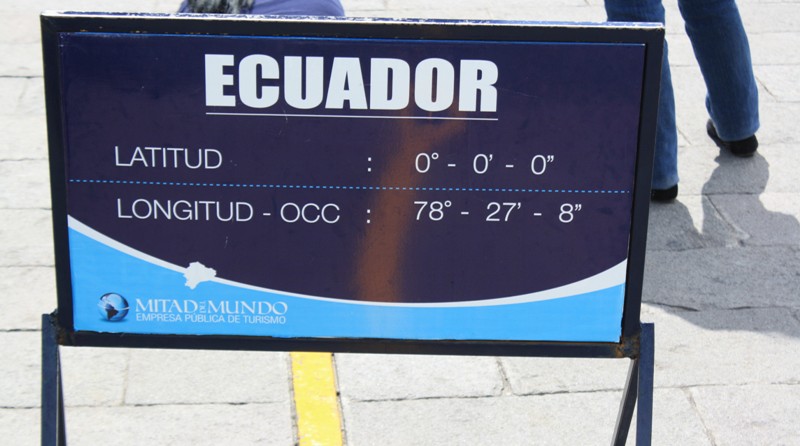 ECUADOR
LATITUD : 0° - 0' - 0"
LONGITUD - OCC : 78° - 27' - 8"
MITAD DEL MUNDO
EMPRESA PÚBLICA DE TURISMO